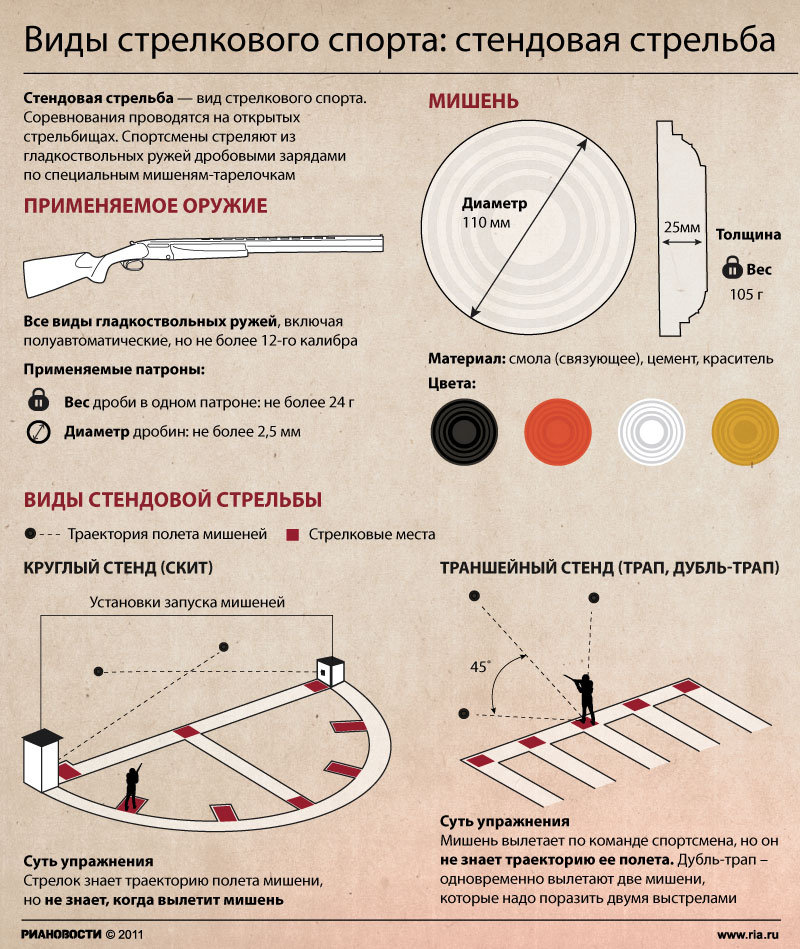 Виды стрелкового спорта: стендовая стрельба
Стендовая стрельба — вид стрелкового спорта.
Соревнования проводятся на открытых
стрельбищах. Спортсмены стреляют из
гладкоствольных ружей дробовыми зарядами
по специальным мишеням-тарелочкам
ПРИМЕНЯЕМОЕ ОРУЖИЕ
Все виды гладкоствольных ружей, включая
полуавтоматические, но не более 12-го калибра
Применяемые патроны:
Вес дроби в одном патроне: не более 24 г
Диаметр дробин: не более 2,5 мм
МИШЕНЬ
Диаметр
110 мм
25мм
Толщина
Вес
105 г
Материал: смола (связующее), цемент, краситель
Цвета:
ВИДЫ СТЕНДОВОЙ СТРЕЛЬБЫ
Траектория полета мишеней
Стрелковые места
КРУГЛЫЙ СТЕНД (СКИТ)
Установки запуска мишеней
Суть упражнения
Стрелок знает траекторию полета мишени,
но не знает, когда вылетит мишень
ТРАНШЕЙНЫЙ СТЕНД (ТРАП, ДУБЛЬ-ТРАП)
45°
Суть упражнения
Мишень вылетает по команде спортсмена, но он
не знает траекторию ее полета. Дубль-трап –
одновременно вылетают две мишени,
которые надо поразить двумя выстрелами
РИАНОВОСТИ © 2011
www.ria.ru